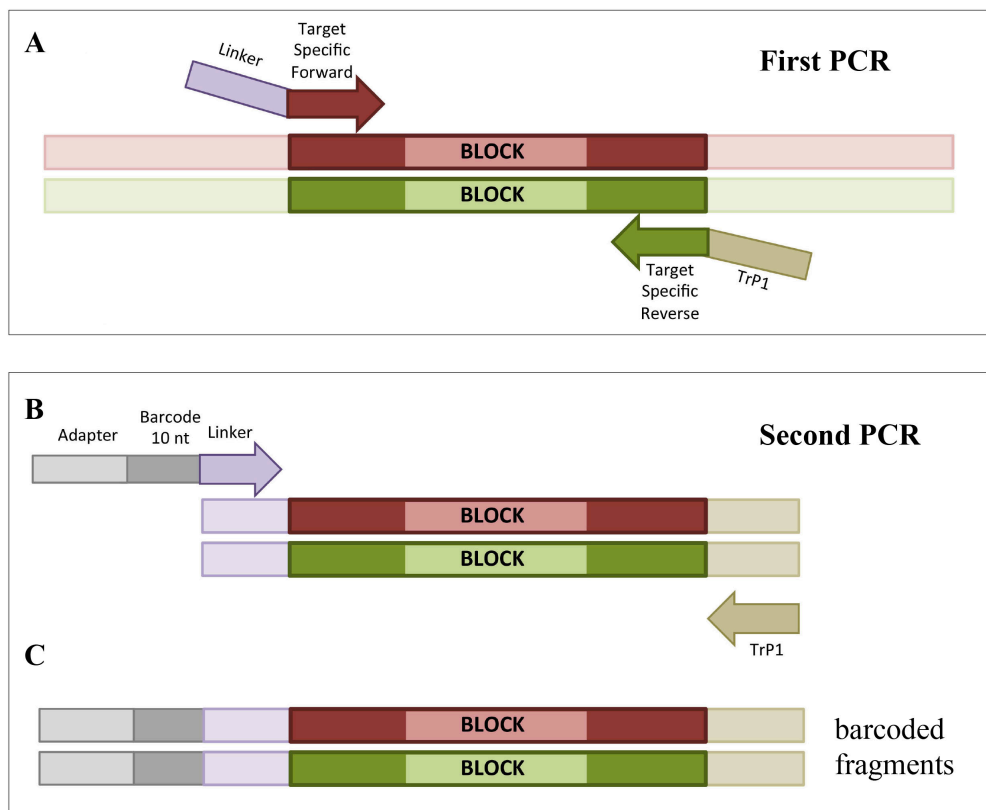 A
Linker
Target
Specific
Forward
First PCR
BLOCK
BLOCK
Target
Specific
Reverse
TrP1
B
Adapter
Barcode
10 nt
Linker
Second PCR
BLOCK
BLOCK
TrP1
C
BLOCK
BLOCK
barcoded
fragments